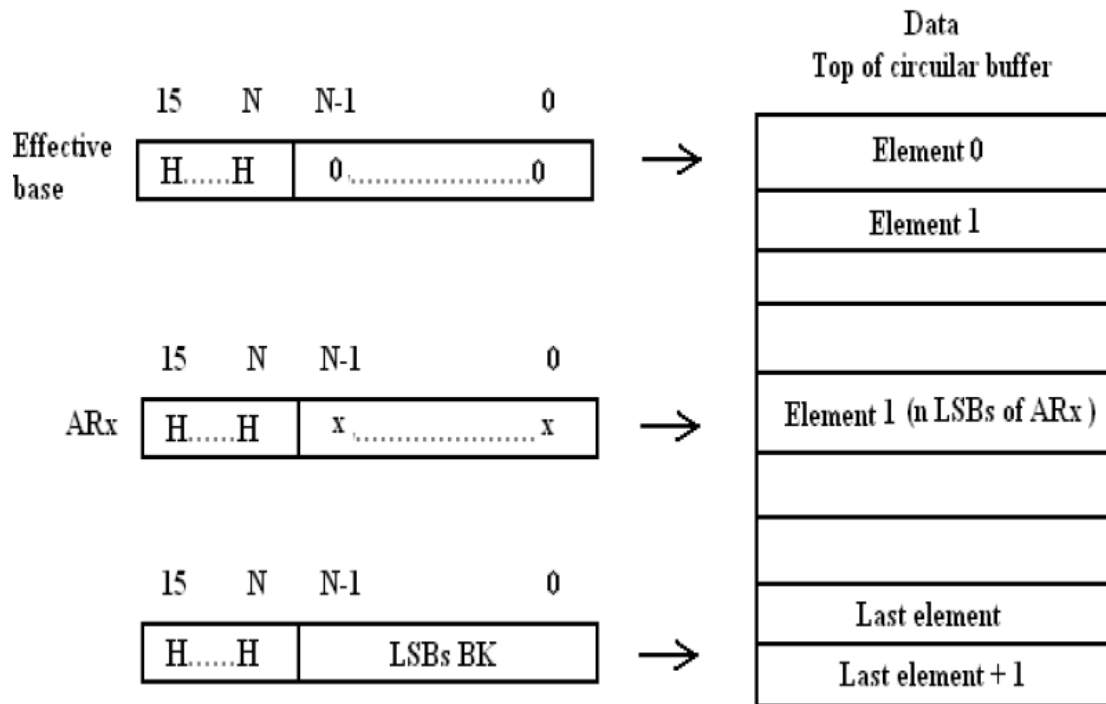 Data
Top of circuilar buffer
15 N N-1 0
Effective base
H......H 0...................0
Element 0
Element 1
15 N N-1 0
ARx
H......H x...................x
Element 1 (n LSBs of ARx )
15 N N-1 0
H......H LSBs BK
Last element
Last element + 1